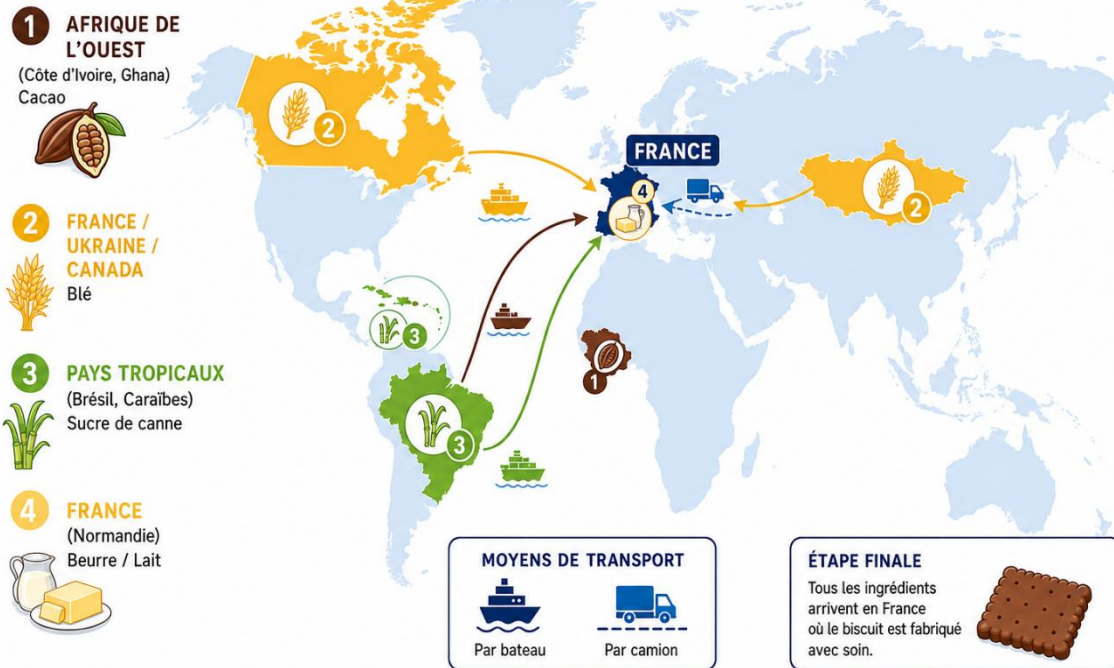 1 AFRIQUE DE
L'OUEST
(Côte d'Ivoire, Ghana)
Cacao
2 FRANCE /
UKRAINE /
CANADA
Blé
3 PAYS TROPICAUX
(Brésil, Caraïbes)
Sucre de canne
4 FRANCE
(Normandie)
Beurre / Lait
2
FRANCE
4
2
3
1
3
MOYENS DE TRANSPORT
Par bateau
Par camion
ÉTAPE FINALE
Tous les ingrédients
arrivent en France
où le biscuit est fabriqué
avec soin.